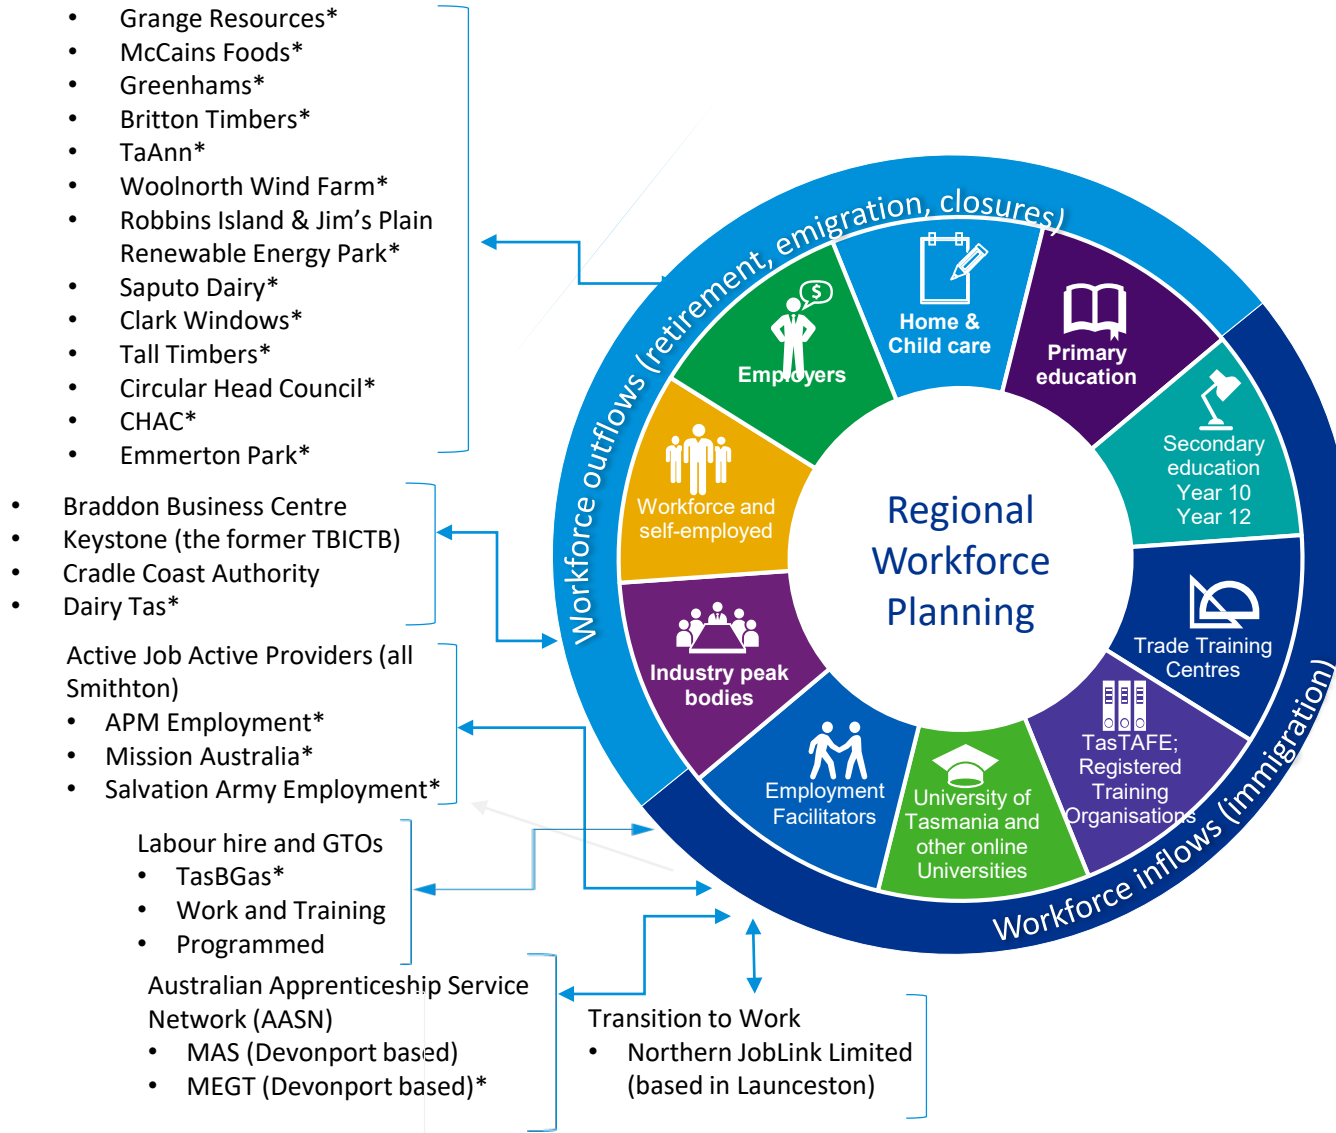 • Grange Resources*
• McCains Foods*
• Greenhams*
• Britton Timbers*
• TaAnn*
• Woolnorth Wind Farm*
• Robbins Island & Jim’s Plain
Renewable Energy Park*
• Saputo Dairy*
• Clark Windows*
• Tall Timbers*
• Circular Head Council*
• CHAC*
• Emmerton Park*
• Braddon Business Centre
• Keystone (the former TBICTB)
• Cradle Coast Authority
• Dairy Tas*
Active Job Active Providers (all
Smithton)
• APM Employment*
• Mission Australia*
• Salvation Army Employment*
Labour hire and GTOs
• TasBGas*
• Work and Training
• Programmed
Australian Apprenticeship Service
Network (AASN)
• MAS (Devonport based)
• MEGT (Devonport based)*
Transition to Work
• Northern JobLink Limited
(based in Launceston)
Workforce outflows (retirement, emigration, closures)
Workforce inflows (immigration)
Regional
Workforce
Planning
$
Employers
Home &
Child care
Primary
education
Secondary
education
Year 10
Year 12
Trade Training
Centres
TasTAFE;
Registered
Training
Organisations
University of
Tasmania and
other online
Universities
Employment
Facilitators
Industry peak
bodies
Workforce and
self-employed